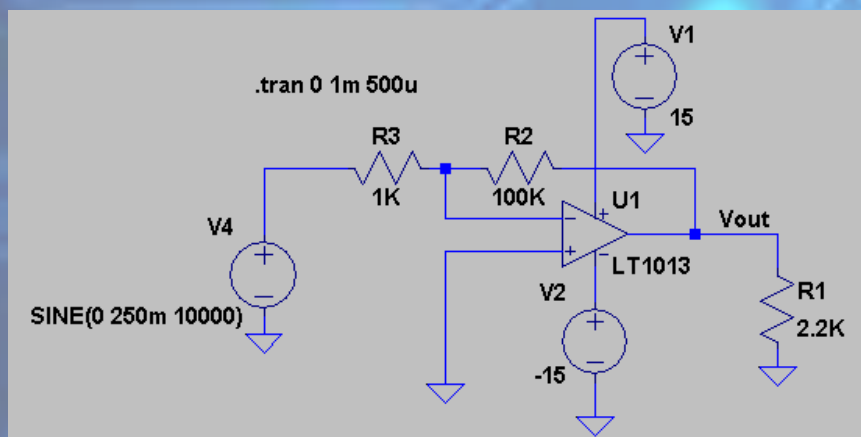 V1
15
.tran 0 1m 500u
R3
1K
R2
100K
U1
LT1013
Vout
V4
SINE(0 250m 10000)
V2
-15
R1
2.2K